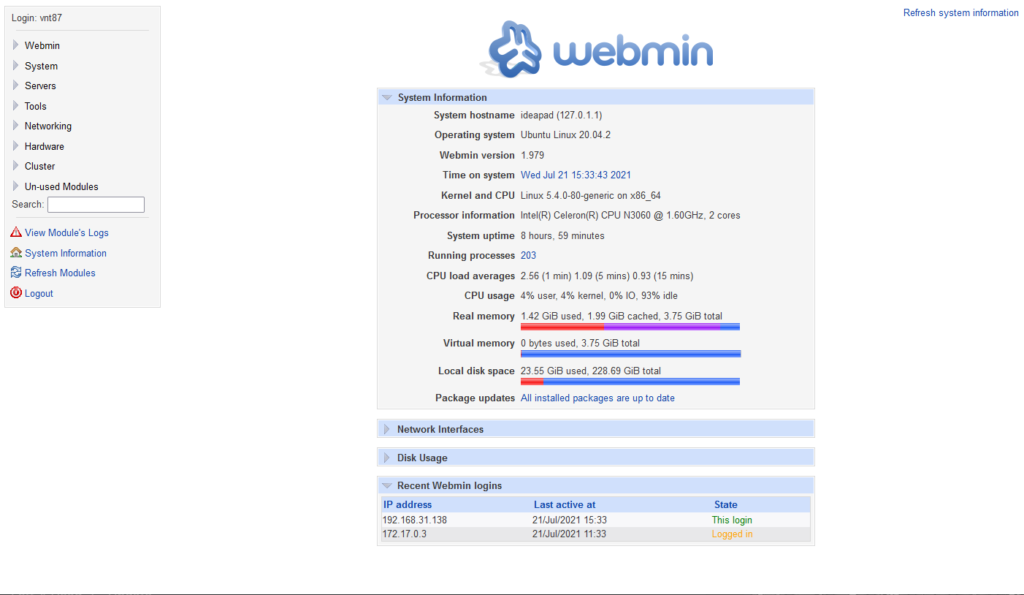 Login: vnt87
Webmin
System
Servers
Tools
Networking
Hardware
Cluster
Un-used Modules
Search:
View Module's Logs
System Information
Refresh Modules
Logout
Refresh system information
webmin
System Information
System hostname ideapad (127.0.1.1)
Operating system Ubuntu Linux 20.04.2
Webmin version 1.979
Time on system Wed Jul 21 15:33:43 2021
Kernel and CPU Linux 5.4.0-80-generic on x86_64
Processor information Intel(R) Celeron(R) CPU N3060 @ 1.60GHz, 2 cores
System uptime 8 hours, 59 minutes
Running processes 203
CPU load averages 2.56 (1 min) 1.09 (5 mins) 0.93 (15 mins)
CPU usage 4% user, 4% kernel, 0% IO, 93% idle
Real memory 1.42 GiB used, 1.99 GiB cached, 3.75 GiB total
Virtual memory 0 bytes used, 3.75 GiB total
Local disk space 23.55 GiB used, 228.69 GiB total
Package updates All installed packages are up to date
Network Interfaces
Disk Usage
Recent Webmin logins
IP address Last active at State
192.168.31.138 21/Jul/2021 15:33 This login
172.17.0.3 21/Jul/2021 11:33 Logged in